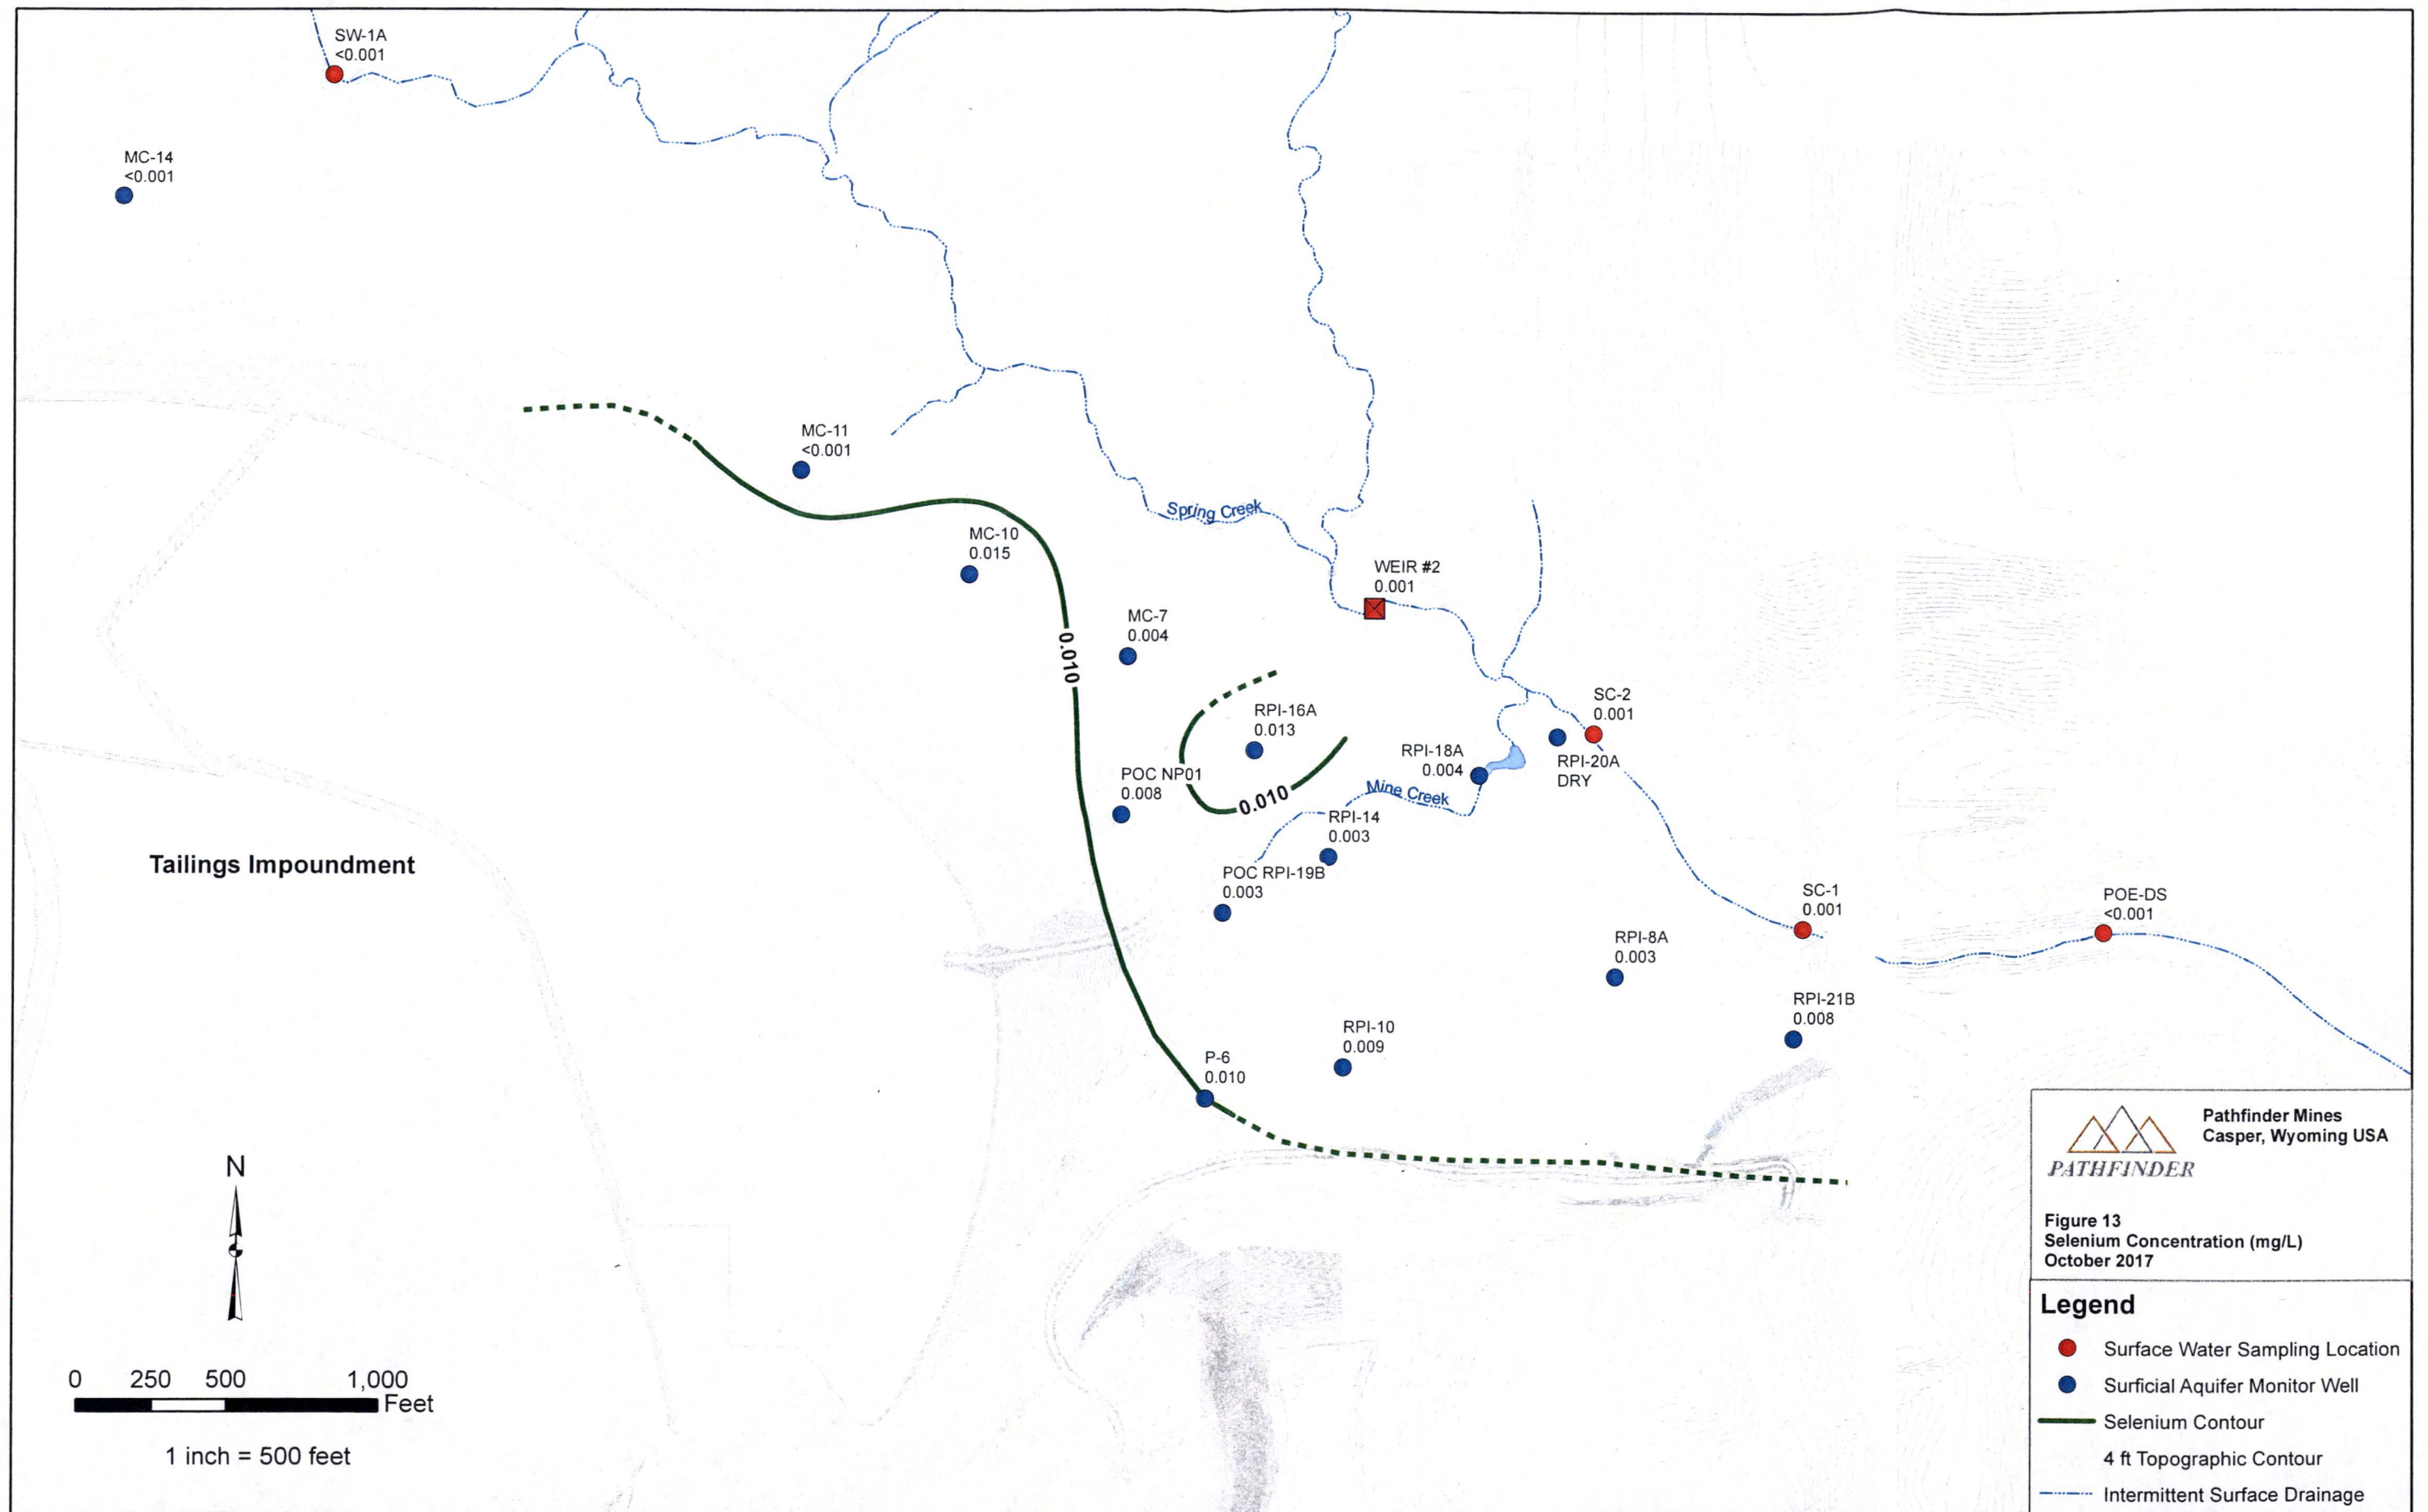 SW-1A
<0.001
MC-14
<0.001
MC-11
<0.001
Spring Creek
MC-10
0.015
WEIR #2
0.001
MC-7
0.004
0.010
SC-2
0.001
RPI-16A
0.013
RPI-18A
0.004
RPI-20A
DRY
POC NP01
0.008
0.010
Mine Creek
RPI-14
0.003
Tailings Impoundment
POC RPI-19B
0.003
SC-1
0.001
POE-DS
<0.001
RPI-8A
0.003
RPI-21B
0.008
RPI-10
0.009
P-6
0.010
N
0 250 500 1,000
Feet
1 inch = 500 feet
Pathfinder Mines
Casper, Wyoming USA
PATHFINDER
Figure 13
Selenium Concentration (mg/L)
October 2017
Legend
Surface Water Sampling Location
Surficial Aquifer Monitor Well
Selenium Contour
4 ft Topographic Contour
Intermittent Surface Drainage